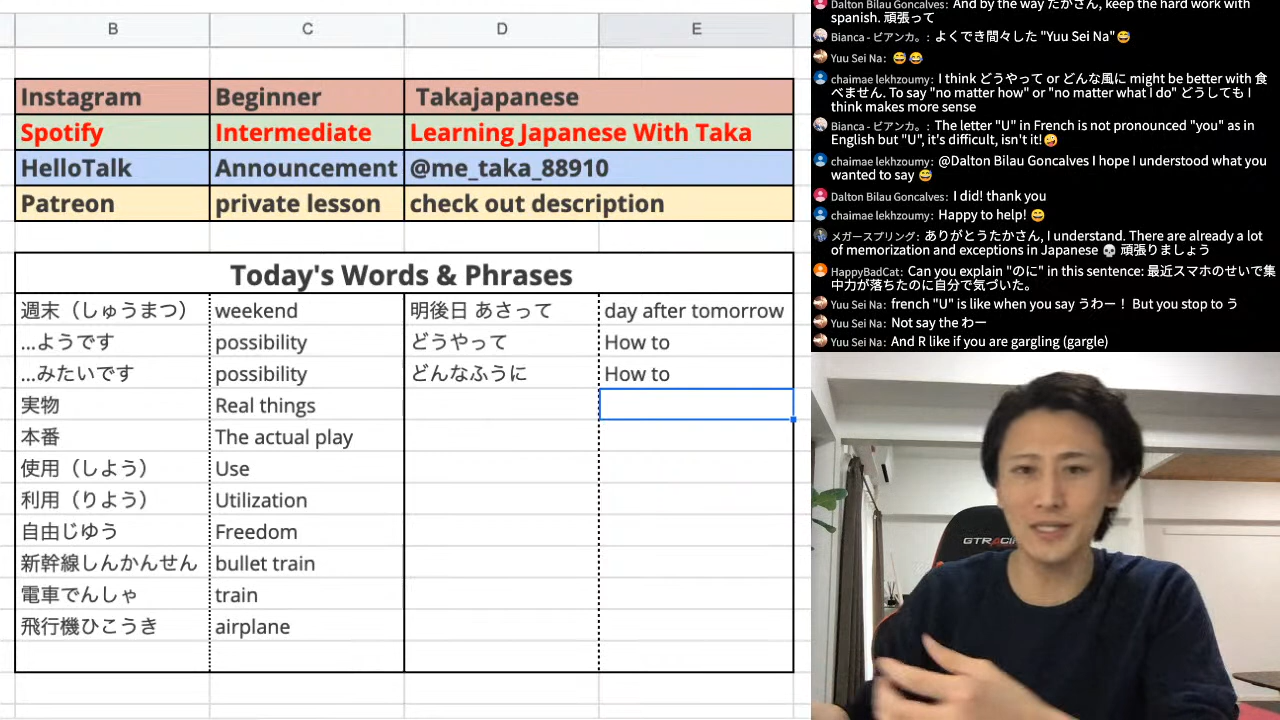 B C D E
Instagram Beginner Takajapanese
Spotify Intermediate Learning Japanese With Taka
HelloTalk Announcement @me_taka_88910
Patreon private lesson check out description
Today's Words & Phrases
週末（しゅうまつ） weekend 明後日 あさって day after tomorrow
...ようです possibility どうやって How to
...みたいです possibility どんなふうに How to
実物 Real things
本番 The actual play
使用（しよう） Use
利用（りよう） Utilization
自由じゆう Freedom
新幹線しんかんせん bullet train
電車でんしゃ train
飛行機ひこうき airplane
Dalton Bilau Goncalves: And by the way たかさん, keep the hard work with
spanish. 頑張って
Bianca - ビアンカ。: よくでき間々した "Yuu Sei Na"😅
Yuu Sei Na: 😅😂
chaimae lekhzoumy: I think どうやって or どんな風に might be better with 食
べません. To say "no matter how" or "no matter what I do" どうしても I
think makes more sense
Bianca - ビアンカ。: The letter "U" in French is not pronounced "you" as in
English but "U", it's difficult, isn't it!🤪
chaimae lekhzoumy: @Dalton Bilau Goncalves I hope I understood what you
wanted to say 😅
Dalton Bilau Goncalves: I did! thank you
chaimae lekhzoumy: Happy to help! 😅
メガースプリング: ありがとうたかさん, I understand. There are already a lot
of memorization and exceptions in Japanese 💀 頑張りましょう
HappyBadCat: Can you explain "のに" in this sentence: 最近スマホのせいで集
中力が落ちたのに自分で気づいた。
Yuu Sei Na: french "U" is like when you say うわー！ But you stop to う
Yuu Sei Na: Not say the わー
Yuu Sei Na: And R like if you are gargling (gargle)
GTRACING